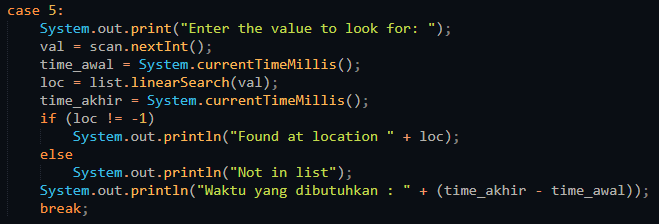 case 5:
    System.out.print("Enter the value to look for: ");
    val = scan.nextInt();
    time_awal = System.currentTimeMillis();
    loc = list.linearSearch(val);
    time_akhir = System.currentTimeMillis();
    if (loc != -1)
        System.out.println("Found at location " + loc);
    else
        System.out.println("Not in list");
    System.out.println("Waktu yang dibutuhkan : " + (time_akhir - time_awal));
    break;